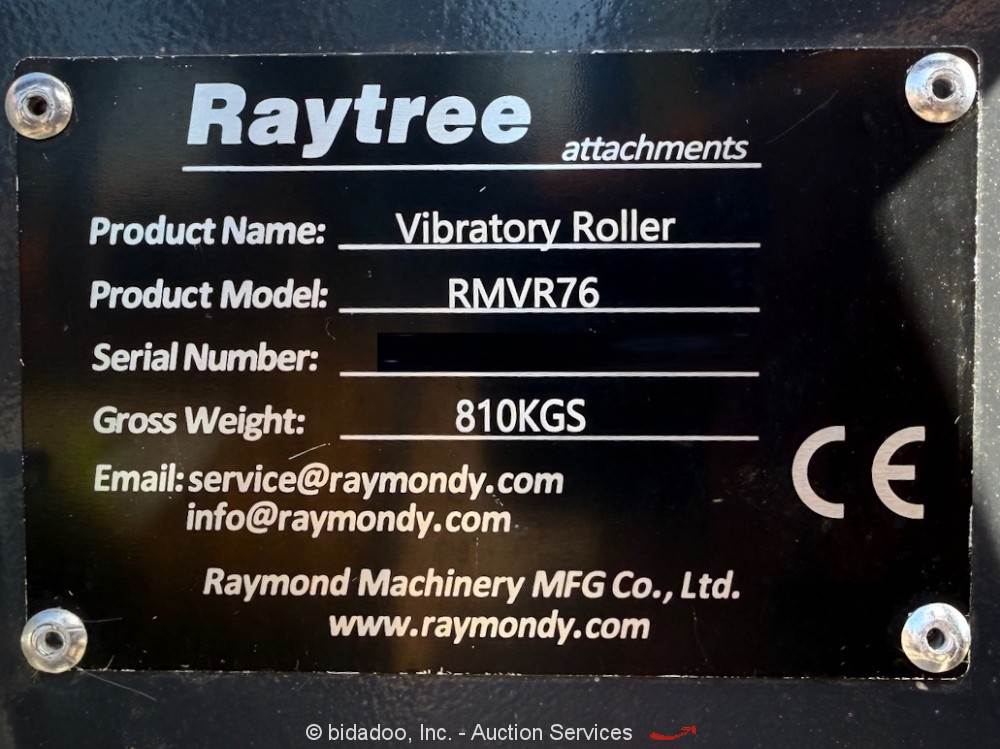 Raytree
attachments
Product Name: Vibratory Roller
Product Model: RMVR76
Serial Number:
Gross Weight: 810KGS
Email: service@raymondy.com
info@raymondy.com
CE
Raymond Machinery MFG Co., Ltd.
www.raymondy.com
© bidadoo, Inc. - Auction Services